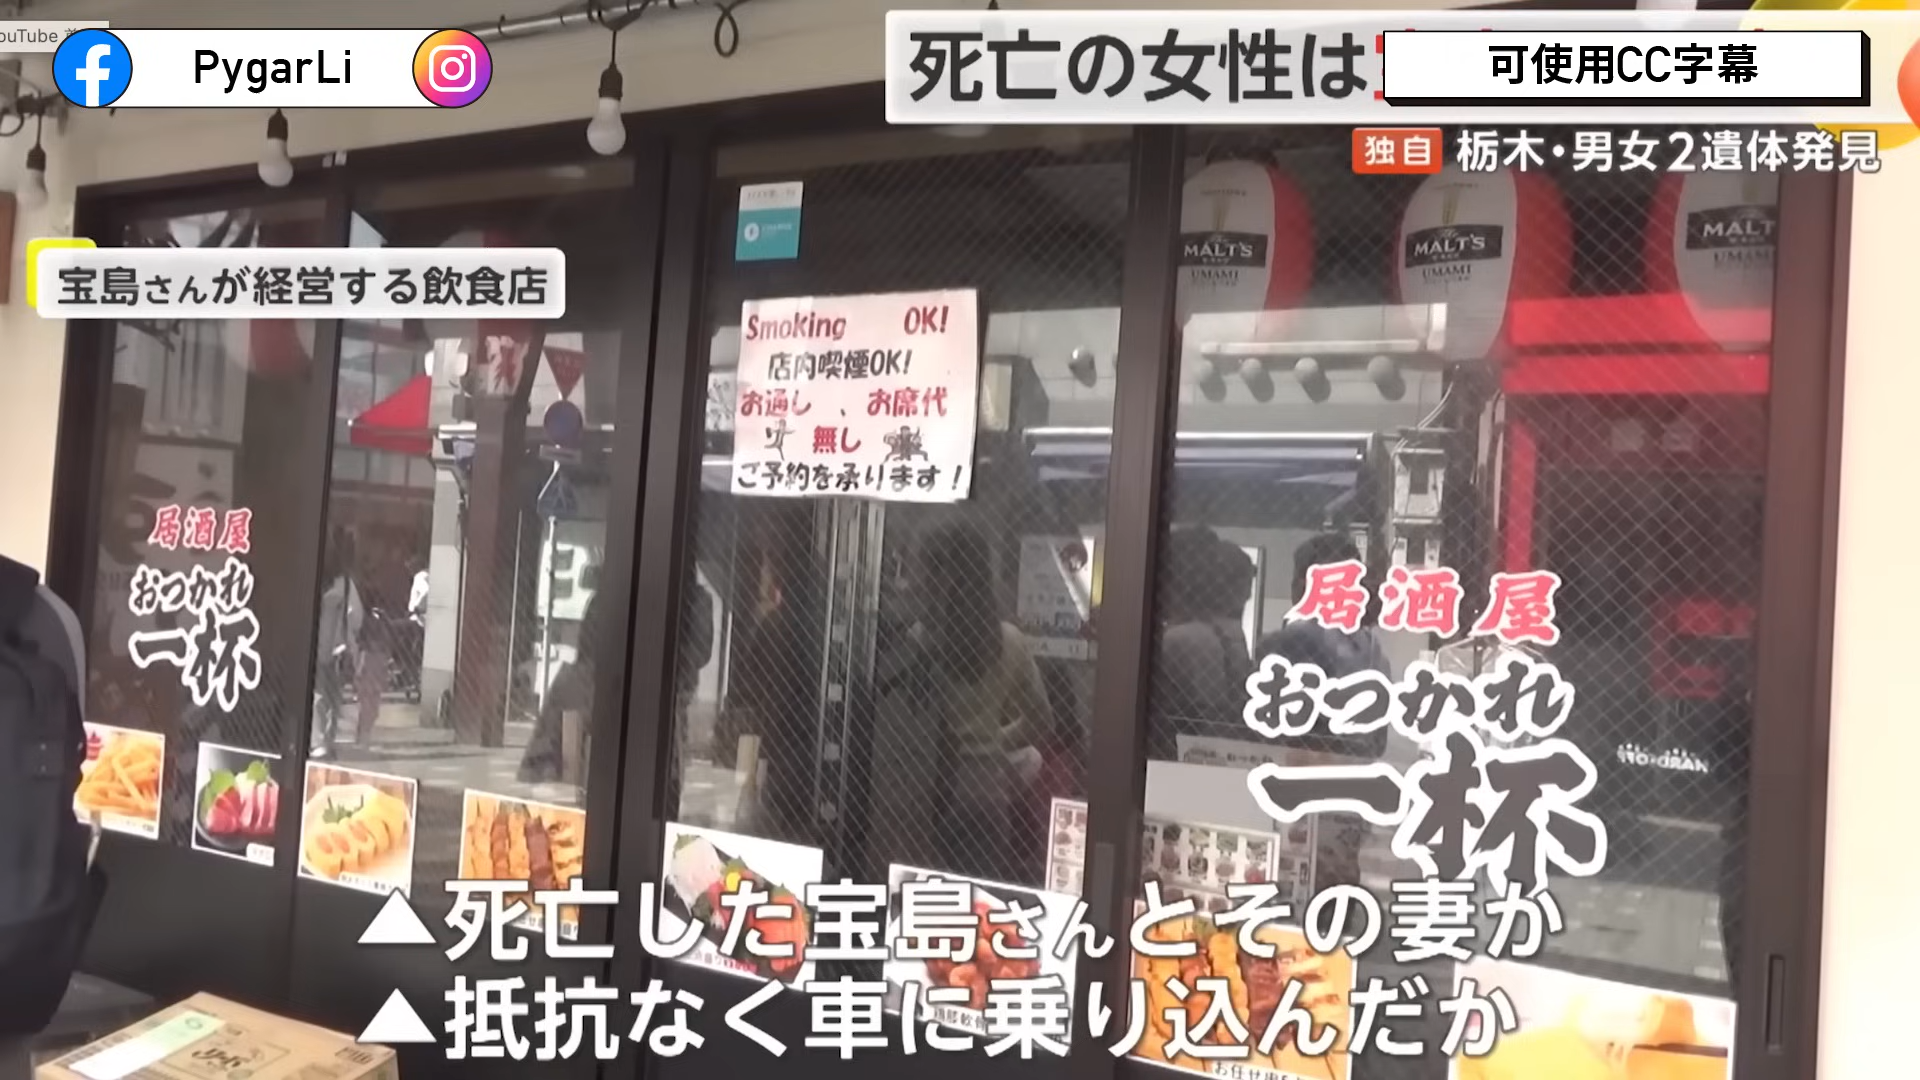 PygarLi
死亡の女性は
可使用CC字幕
独自 栃木・男女2遺体発見
宝島さんが経営する飲食店
The
MALT'S
UMAMI
The
MALT'S
UMAMI
MALT
Smoking OK!
店内喫煙OK!
お通し、お席代
無し
ご予約を承ります!
居酒屋
おつかれ
一杯
居酒屋
おつかれ
一杯
▲死亡した宝島さんとその妻か
▲抵抗なく車に乗り込んだか